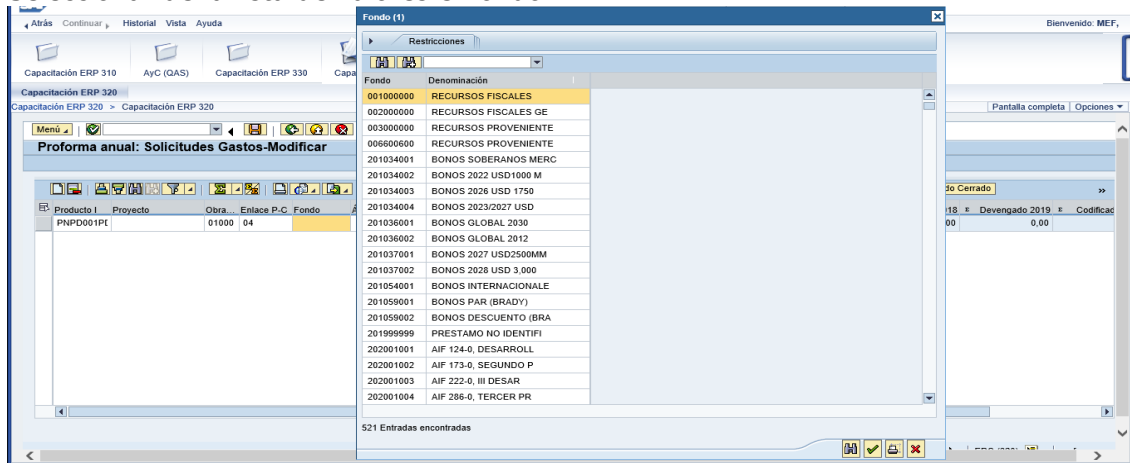 Atrás Continuar Historial Vista Ayuda
Fondo (1)
Bienvenido: MEF,
Restricciones
Capacitación ERP 310 AyC (QAS) Capacitación ERP 330 Capa
Capacitación ERP 320
Capacitación ERP 320 > Capacitación ERP 320
Pantalla completa Opciones
Menú
Proforma anual: Solicitudes Gastos-Modificar
do Cerrado
Producto I Proyecto Obra... Enlace P-C Fondo
018 Devengado 2019 Codificad
PNPD001PE 01000 04
00 0,00
Fondo Denominación
001000000 RECURSOS FISCALES
002000000 RECURSOS FISCALES GE
003000000 RECURSOS PROVENIENTE
006600600 RECURSOS PROVENIENTE
201034001 BONOS SOBERANOS MERC
201034002 BONOS 2022 USD1000 M
201034003 BONOS 2026 USD 1750
201034004 BONOS 2023/2027 USD
201036001 BONOS GLOBAL 2030
201036002 BONOS GLOBAL 2012
201037001 BONOS 2027 USD2500MM
201037002 BONOS 2028 USD 3,000
201054001 BONOS INTERNACIONALE
201059001 BONOS PAR (BRADY)
201059002 BONOS DESCUENTO (BRA
201999999 PRESTAMO NO IDENTIFI
202001001 AIF 124-0, DESARROLL
202001002 AIF 173-0, SEGUNDO P
202001003 AIF 222-0, III DESAR
202001004 AIF 286-0, TERCER PR
521 Entradas encontradas